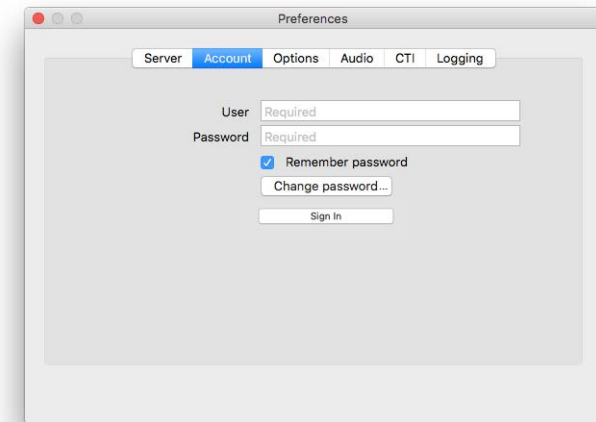 Preferences
Server Account Options Audio CTI Logging
User Required
Password Required
Remember password
Change password...
Sign In